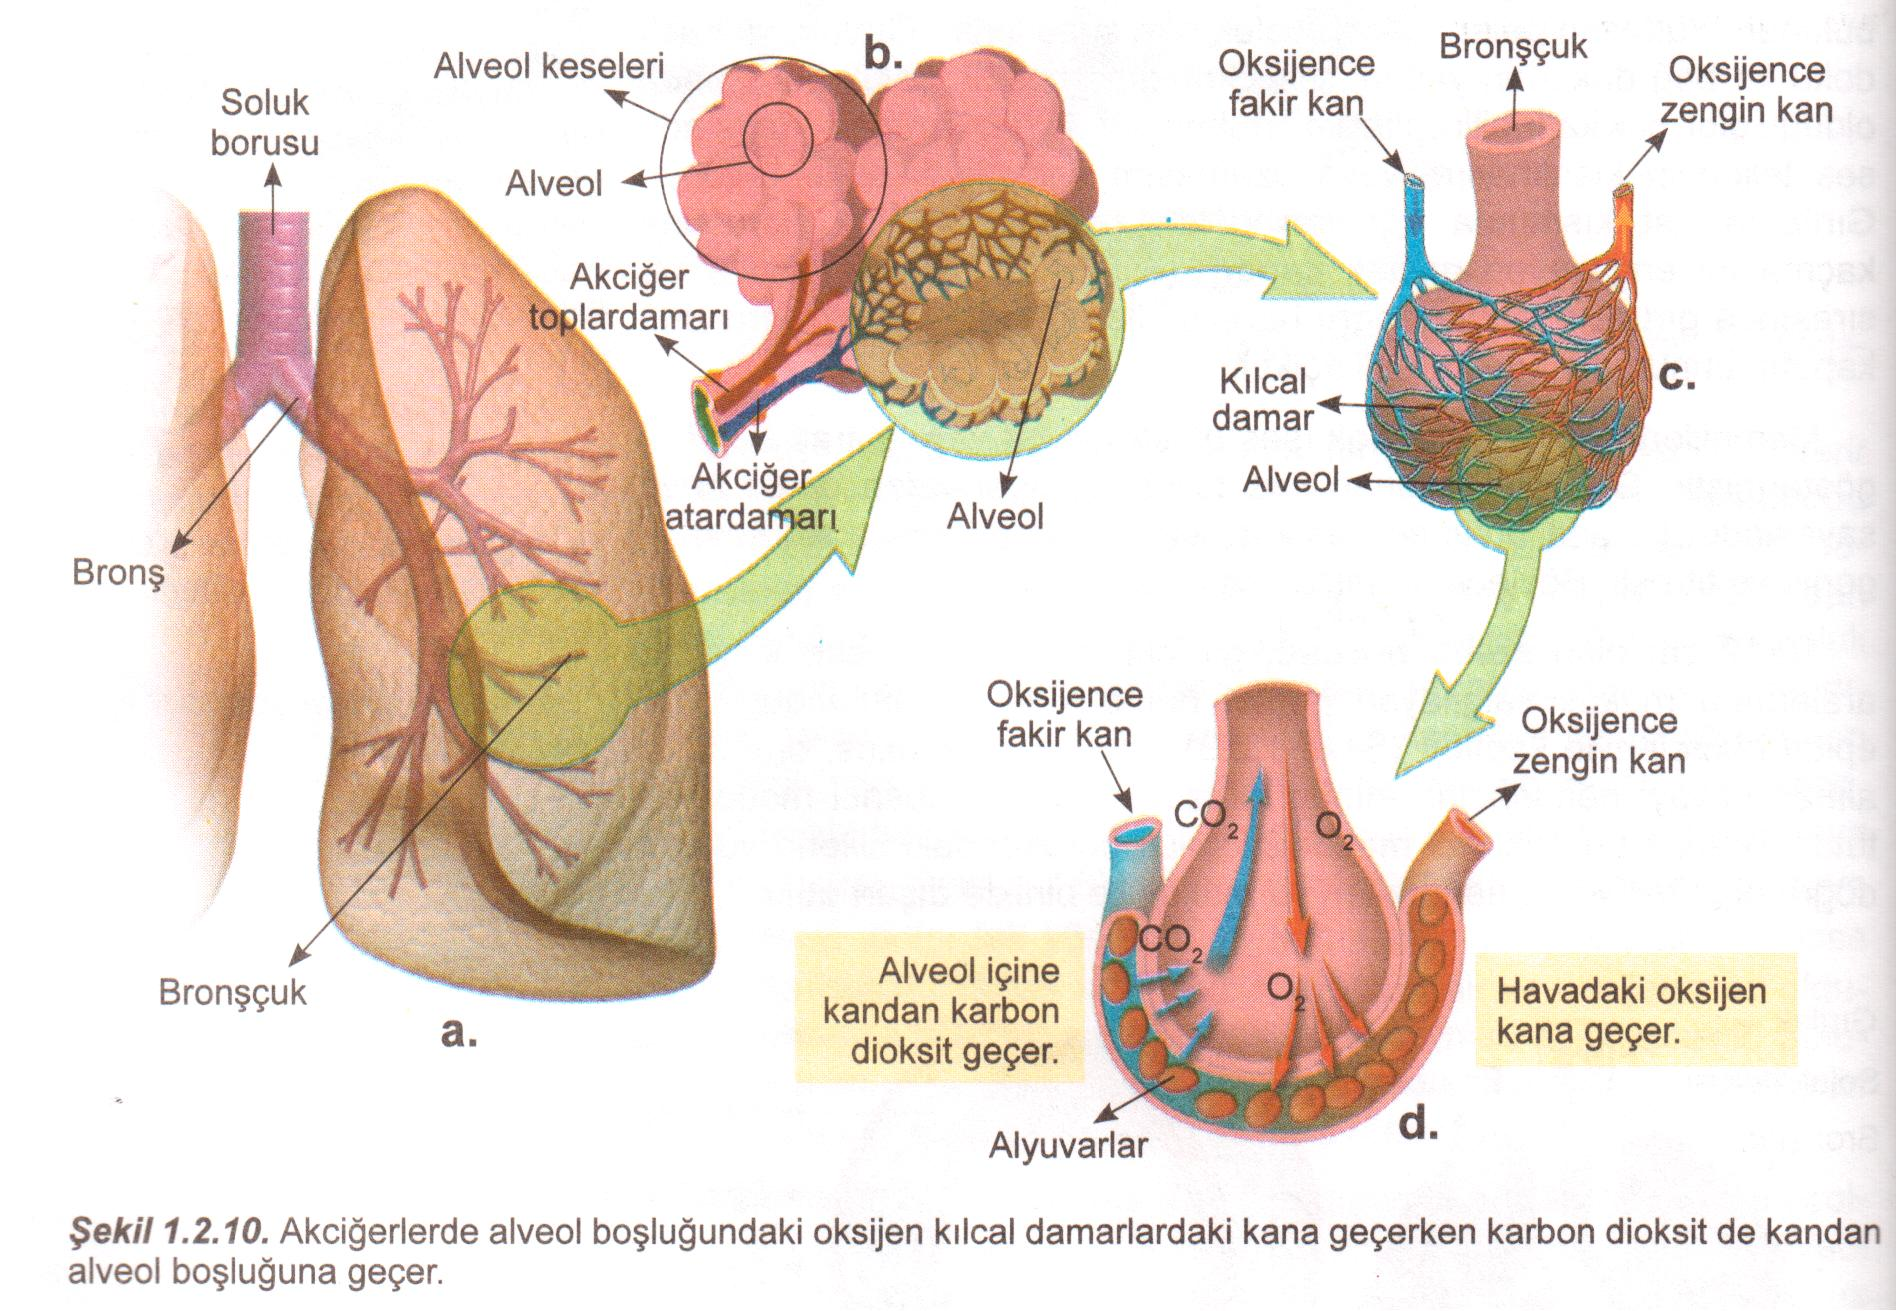 Soluk
borusu
Bronş
Bronşçuk
a.
Alveol keseleri
b.
Alveol
Akciğer
toplardamarı
Akciğer
atardamarı
Alveol
Oksijence
fakir kan
Bronşçuk
Oksijence
zengin kan
Kılcal
damar
c.
Alveol
Oksijence
fakir kan
Oksijence
zengin kan
CO2
O2
CO2
O2
Alveol içine
kandan karbon
dioksit geçer.
Havadaki oksijen
kana geçer.
Alyuvarlar
d.
Şekil 1.2.10. Akciğerlerde alveol boşluğundaki oksijen kılcal damarlardaki kana geçerken karbon dioksit de kandan
alveol boşluğuna geçer.